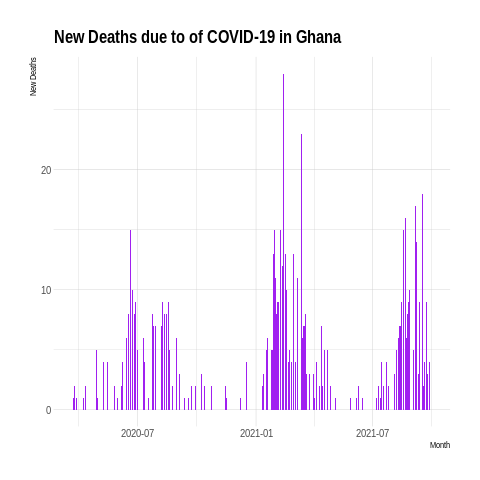 New Deaths due to of COVID-19 in Ghana
New Deaths
20
10
0
2020-07
2021-01
2021-07
Month